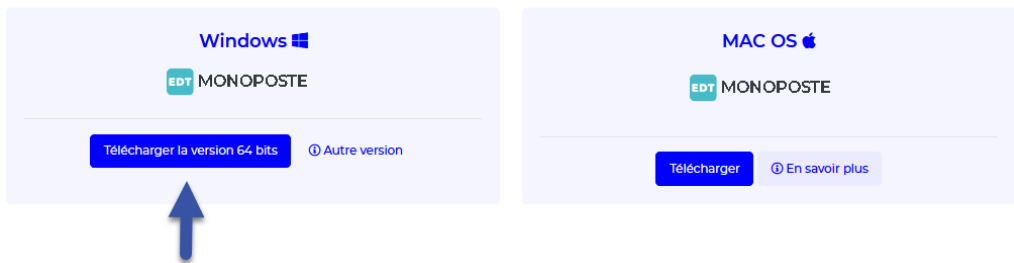 Windows
EDT MONOPOSTE
Télécharger la version 64 bits
Autre version
MAC OS
EDT MONOPOSTE
Télécharger
En savoir plus